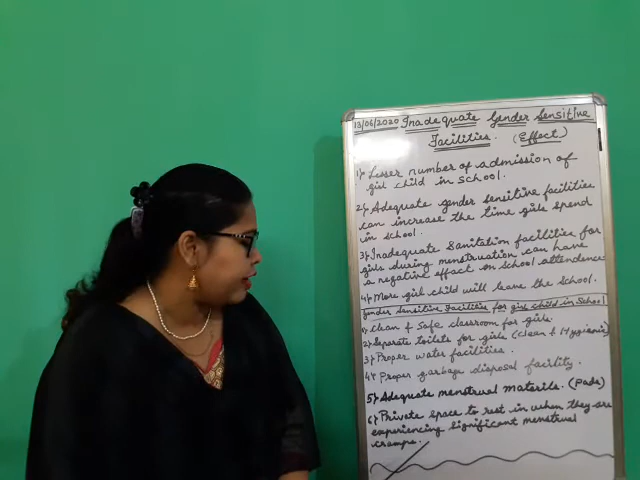 13/06/2020 Inadequate Gender Sensitive
Facilities. (Effect)
1) Lesser number of admission of
girl child in school.
2) Adequate gender sensitive facilities
can increase the time girls spend
in school.
3) Inadequate sanitation facilities for
girls during menstruation can have
a negative effect on school attendence
4) More girl child will leave the school.
Gender Sensitive Facilities for girl child in School
1) Clean & Safe classroom for girls.
2) Separate toilets for girls (Clean & Hygienic)
3) Proper water facilities.
4) Proper garbage disposal facility.
5) Adequate menstrual materils. (Pads)
6) Private space to rest in when they are
experiencing significant menstrual
cramps.